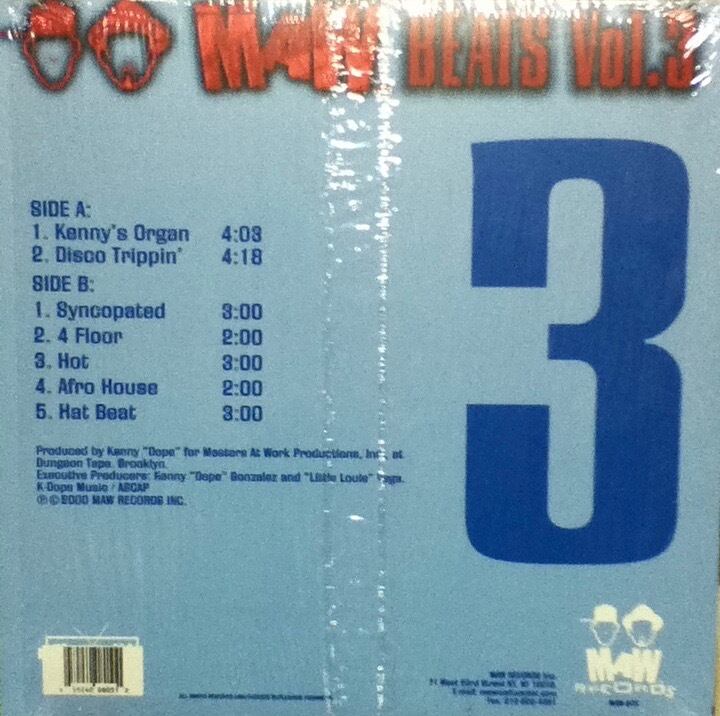 MAW BEATS Vol.3
3
SIDE A:
1. Kenny's Organ 4:03
2. Disco Trippin' 4:18
SIDE B:
1. Syncopated 3:00
2. 4 Floor 2:00
3. Hot 3:00
4. Afro House 2:00
5. Hat Beat 3:00
Produced by Kenny "Dope" for Masters At Work Productions, Inc. at
Dungeon Tape, Brooklyn.
Executive Producers: Kenny "Dope" Gonzalez and "Little Louie" Vega.
K-Dope Music / ASCAP
℗ © 2000 MAW RECORDS INC.
MAW
RECORDS
MAW RECORDS Inc.